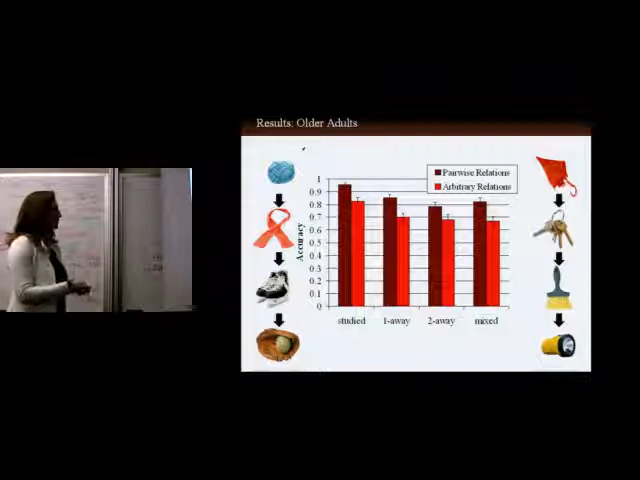 Results: Older Adults
Pairwise Relations
Arbitrary Relations
Accuracy
1
0.9
0.8
0.7
0.6
0.5
0.4
0.3
0.2
0.1
0
studied 1-away 2-away mixed